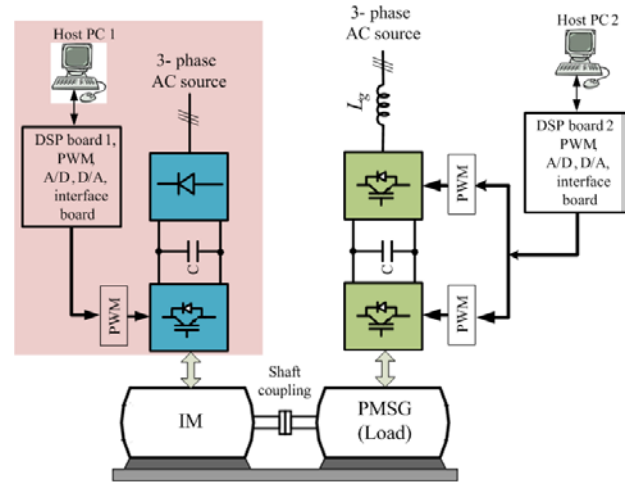 Host PC 1
3- phase
AC source
DSP board 1,
PWM,
A/D, D/A,
interface
board
PWM
C
IM
Shaft
coupling
3- phase
AC source
Lg
C
PWM
PWM
PMSG
(Load)
Host PC 2
DSP board 2
PWM,
A/D, D/A,
interface
board